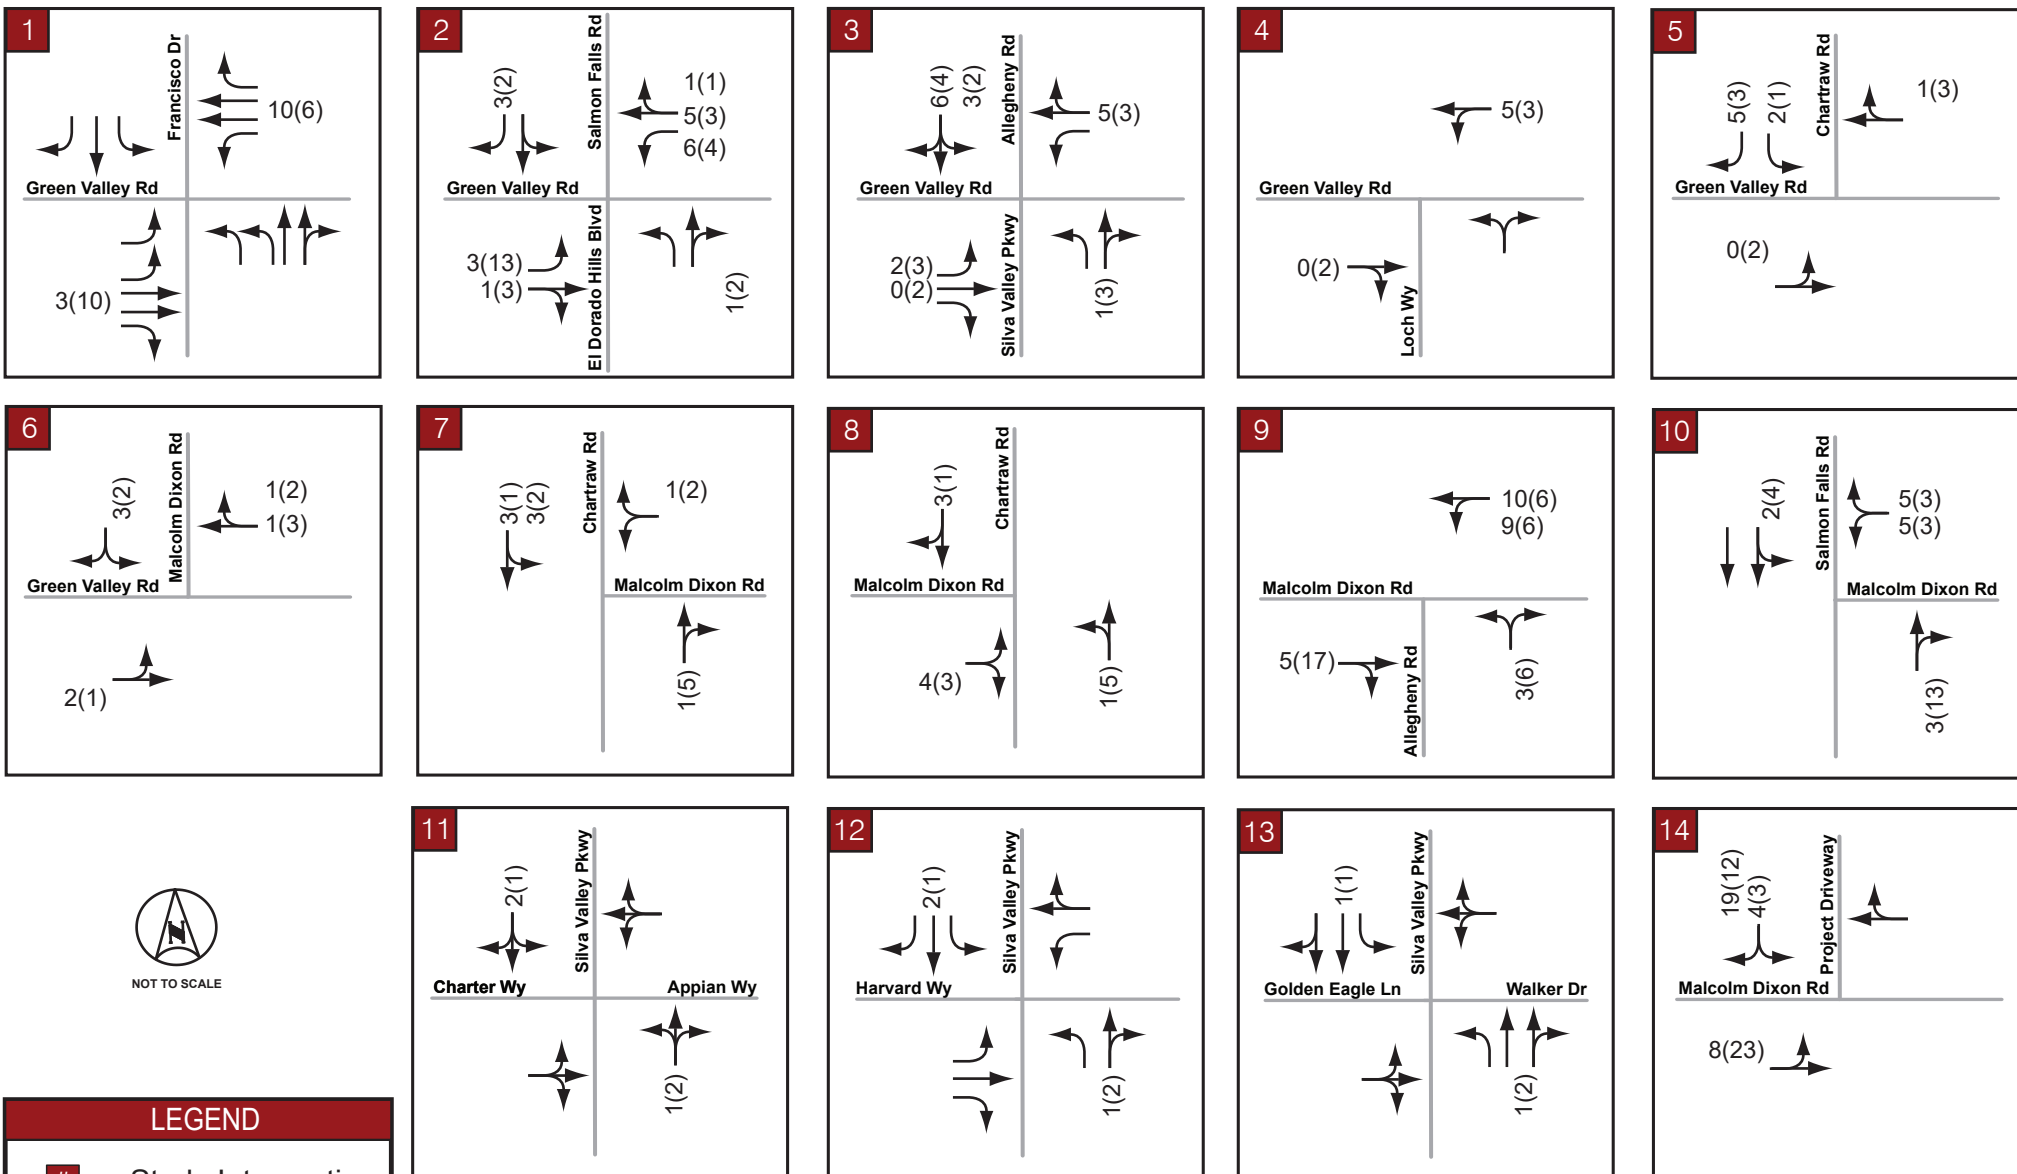 1
Francisco Dr
10(6)
Green Valley Rd
3(10)
2
3(2)
Salmon Falls Rd
1(1)
5(3)
6(4)
Green Valley Rd
3(13)
1(3)
El Dorado Hills Blvd
1(2)
3
6(4)
3(2)
Allegheny Rd
5(3)
Green Valley Rd
2(3)
0(2)
Silva Valley Pkwy
1(3)
4
5(3)
Green Valley Rd
0(2)
Loch Wy
5
5(3)
2(1)
Chartraw Rd
1(3)
Green Valley Rd
0(2)
6
3(2)
Malcolm Dixon Rd
1(2)
1(3)
Green Valley Rd
2(1)
7
3(1)
3(2)
Chartraw Rd
1(2)
Malcolm Dixon Rd
1(5)
8
3(1)
Chartraw Rd
Malcolm Dixon Rd
4(3)
1(5)
9
10(6)
9(6)
Malcolm Dixon Rd
5(17)
Allegheny Rd
3(6)
10
2(4)
Salmon Falls Rd
5(3)
5(3)
Malcolm Dixon Rd
3(13)
N
NOT TO SCALE
11
2(1)
Silva Valley Pkwy
Charter Wy
Appian Wy
1(2)
12
2(1)
Silva Valley Pkwy
Harvard Wy
1(2)
13
1(1)
Silva Valley Pkwy
Golden Eagle Ln
Walker Dr
1(2)
14
19(12)
4(3)
Project Driveway
Malcolm Dixon Rd
8(23)
LEGEND